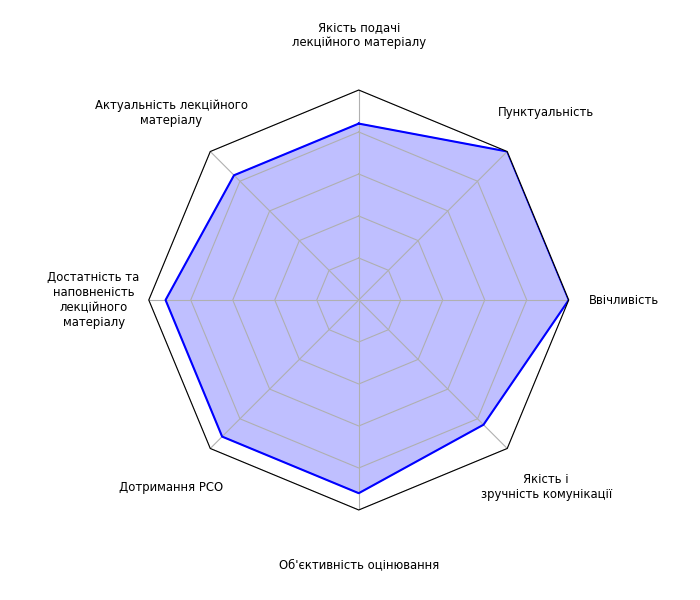 Якість подачі
лекційного матеріалу
Актуальність лекційного
матеріалу
Пунктуальність
Достатність та
наповненість
лекційного
матеріалу
Ввічливість
Дотримання РСО
Якість і
зручність комунікації
Об'єктивність оцінювання